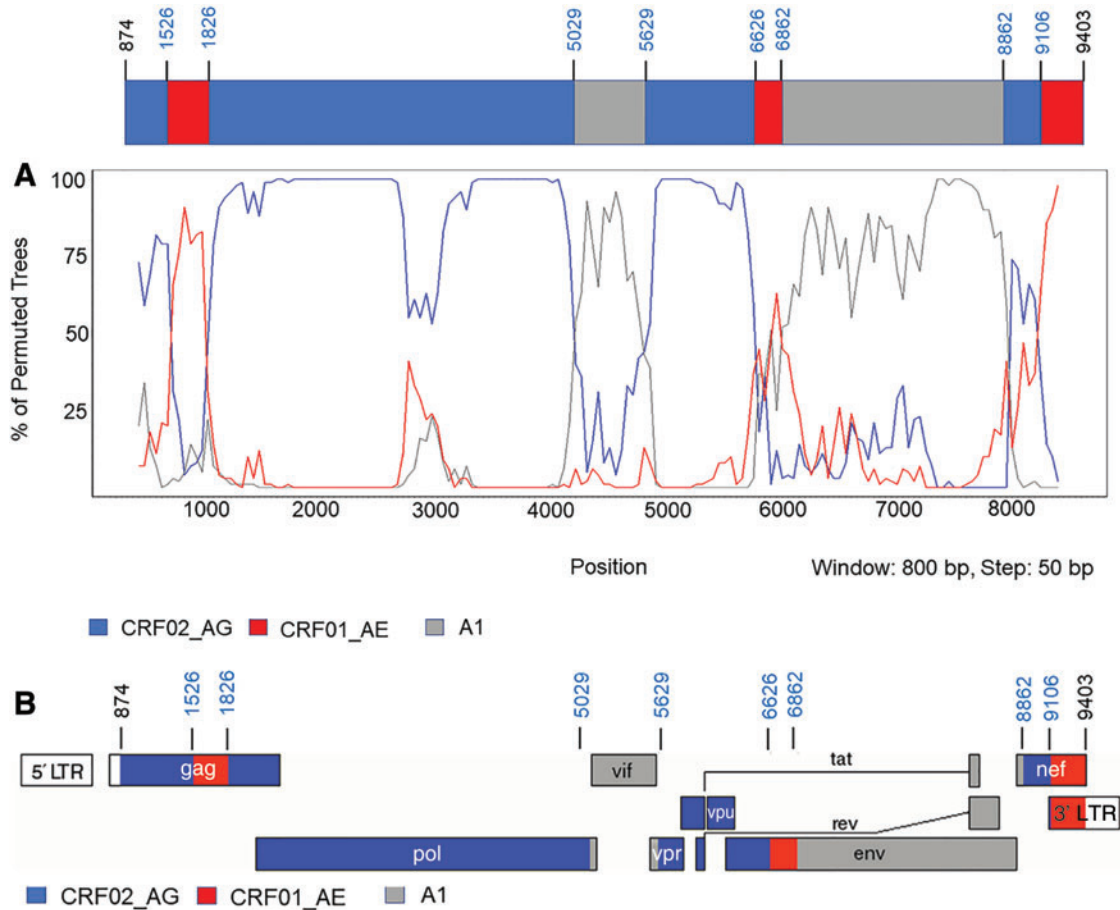 874 1526 1826 5029 5629 6626 6862 8862 9106 9403
A
% of Permuted Trees
100
75
50
25
1000 2000 3000 4000 5000 6000 7000 8000
Position
Window: 800 bp, Step: 50 bp
CRF02_AG CRF01_AE A1
B
874 1526 1826 5029 5629 6626 6862 8862 9106 9403
5′ LTR gag vif tat nef
vpu rev 3′ LTR
pol vpr env
CRF02_AG CRF01_AE A1